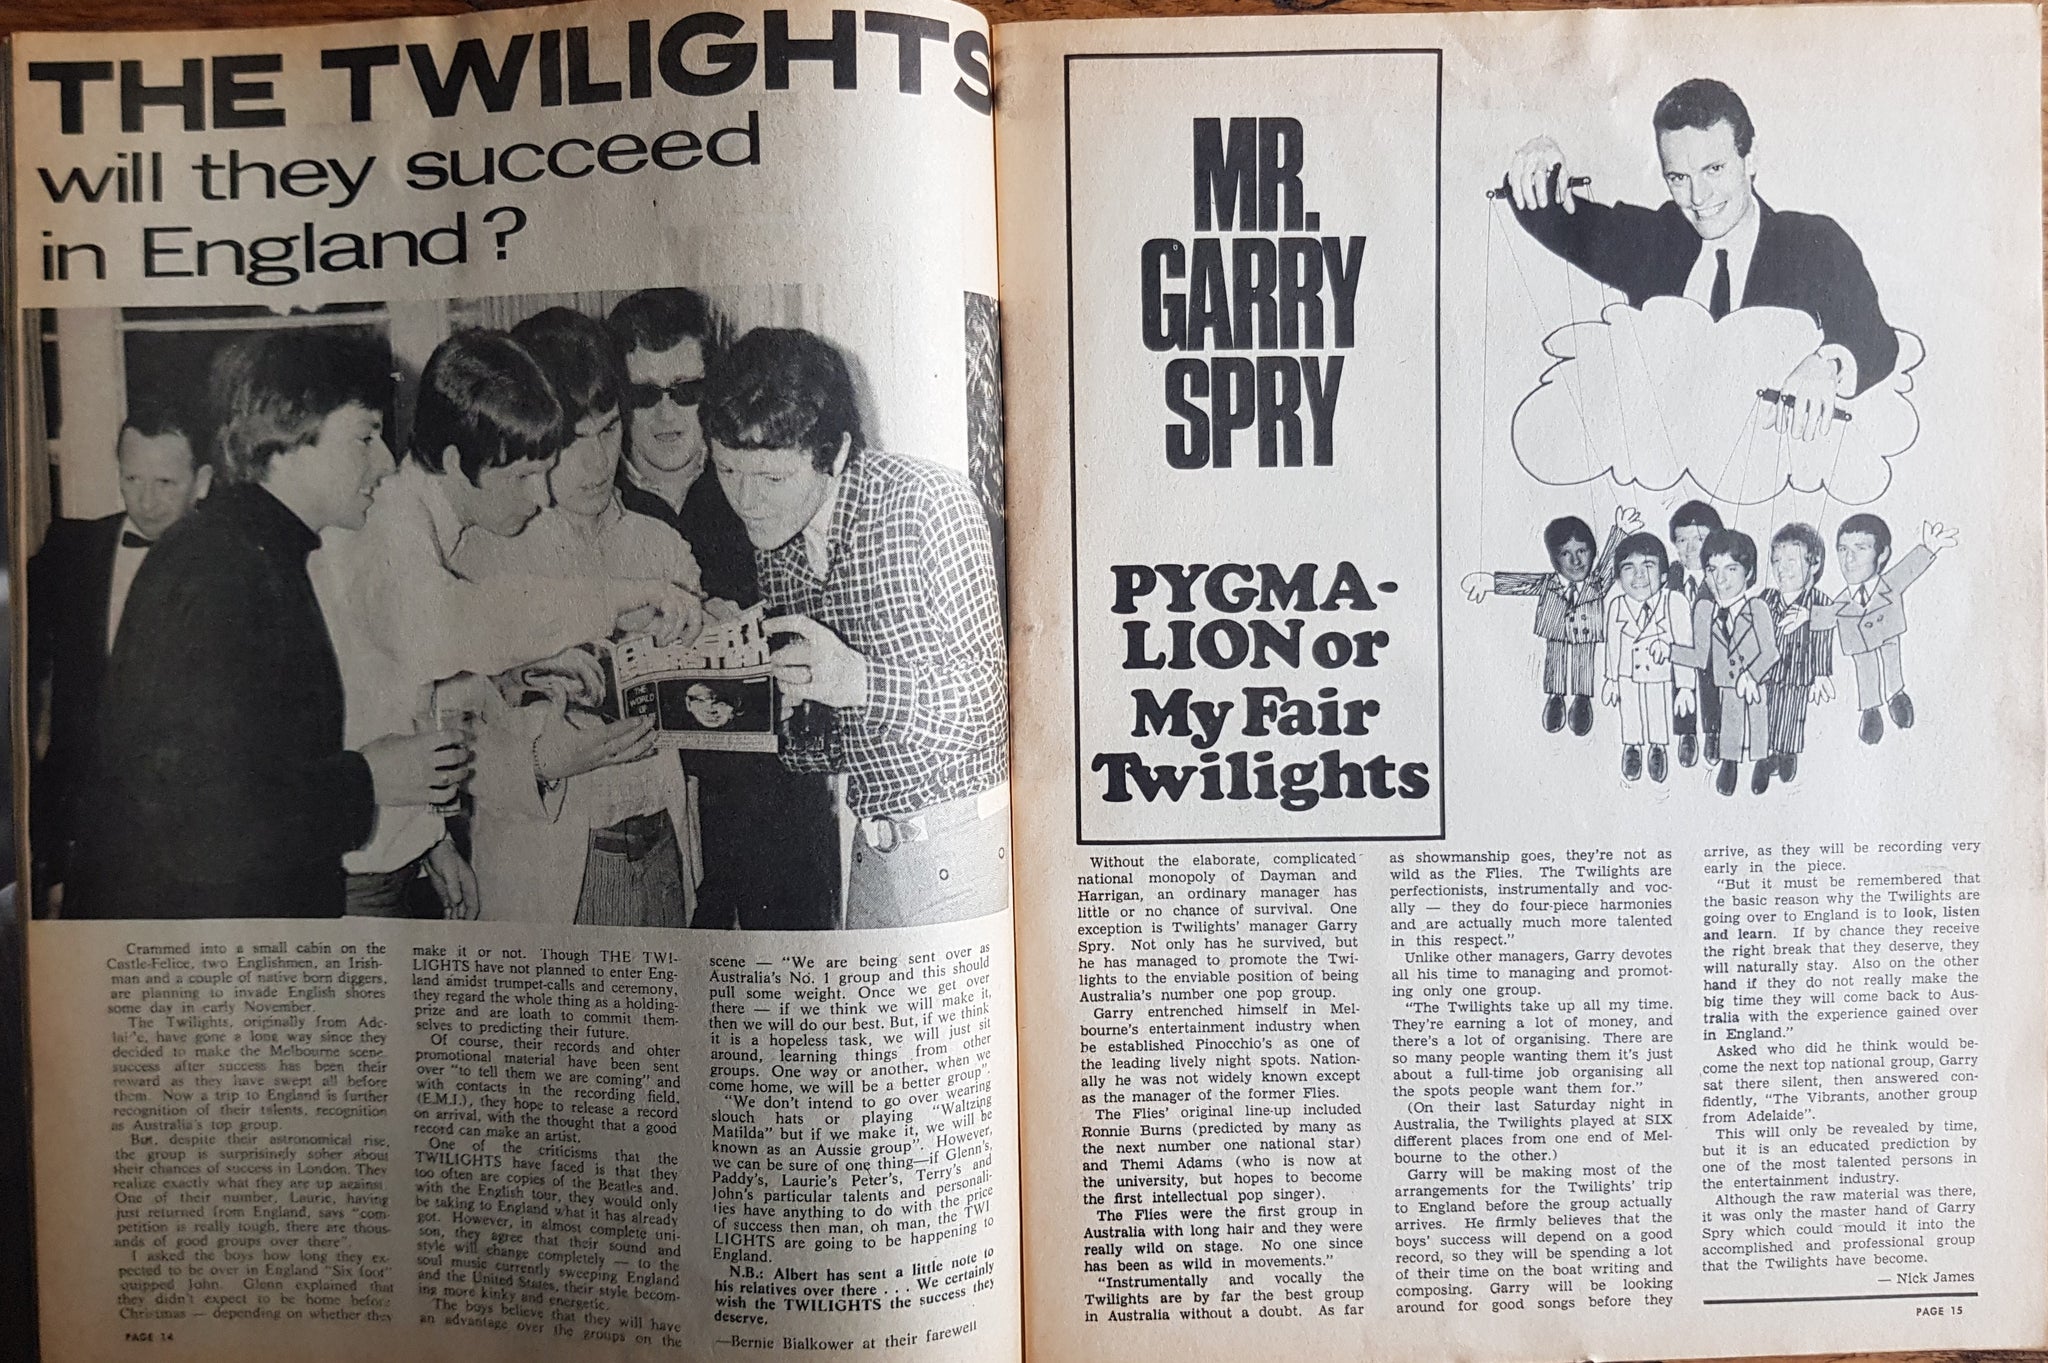 THE TWILIGHTS
will they succeed
in England?
THE
WORLD
OF
Crammed into a small cabin on the
Castle-Felice, two Englishmen, an Irish-
man and a couple of native born diggers,
are planning to invade English shores
some day in early November.
The Twilights, originally from Ade-
have gone a long way since they
decided to make the Melbourne scene.
success after success has been their
reward as they have swept all before
them. Now a trip to England is further
recognition of their talents, recognition
as Australia's top group.
But, despite their astronomical rise,
the group is surprisingly sober about
their chances of success in London. They
realize exactly what they are up against.
One of their number, Laurie, having
just returned from England, says "com-
petition is really tough, there are thous-
ands of good groups over there".
I asked the boys how long they ex-
pected to be over in England "Six foot"
quipped John. Glenn explained that
they didn't expect to be home before
Christmas — depending on whether they
PAGE 14
make it or not. Though THE TWI-
LIGHTS have not planned to enter Eng-
land amidst trumpet-calls and ceremony,
they regard the whole thing as a holding-
prize and are loath to commit them-
selves to predicting their future.
Of course, their records and ohter
promotional material have been sent
over "to tell them we are coming" and
with contacts in the recording field,
(E.M.I.), they hope to release a record
on arrival, with the thought that a good
record can make an artist.
One of the criticisms that the
TWILIGHTS have faced is that they
too often are copies of the Beatles and,
with the English tour, they would only
be taking to England what it has already
got. However, in almost complete uni-
son, they agree that their sound and
style will change completely — to the
soul music currently sweeping England
and the United States, their style becom-
ing more kinky and energetic.
The boys believe that they will have
an advantage over the groups on the
scene — "We are being sent over as
Australia's No. 1 group and this should
pull some weight. Once we get over
there — if we think we will make it,
then we will do our best. But, if we think
it is a hopeless task, we will just sit
around, learning things from other
groups. One way or another, when we
come home, we will be a better group".
"We don't intend to go over wearing
slouch hats or playing "Waltzing
Matilda" but if we make it, we will be
known as an Aussie group". However,
we can be sure of one thing—if Glenn's,
Paddy's, Laurie's Peter's, Terry's and
John's particular talents and personali-
ties have anything to do with the price
of success then man, oh man, the TWI
LIGHTS are going to be happening to
England.
N.B.: Albert has sent a little note to
his relatives over there . . . We certainly
wish the TWILIGHTS the success they
deserve.
—Bernie Bialkower at their farewell
MR.
GARRY
SPRY
PYGMA-
LION or
My Fair
Twilights
Without the elaborate, complicated
national monopoly of Dayman and
Harrigan, an ordinary manager has
little or no chance of survival. One
exception is Twilights' manager Garry
Spry. Not only has he survived, but
he has managed to promote the Twi-
lights to the enviable position of being
Australia's number one pop group.
Garry entrenched himself in Mel-
bourne's entertainment industry when
be established Pinocchio's as one of
the leading lively night spots. Nation-
ally he was not widely known except
as the manager of the former Flies.
The Flies' original line-up included
Ronnie Burns (predicted by many as
the next number one national star)
and Themi Adams (who is now at
the university, but hopes to become
the first intellectual pop singer).
The Flies were the first group in
Australia with long hair and they were
really wild on stage. No one since
has been as wild in movements."
"Instrumentally and vocally the
Twilights are by far the best group
in Australia without a doubt. As far
as showmanship goes, they're not as
wild as the Flies. The Twilights are
perfectionists, instrumentally and voc-
ally — they do four-piece harmonies
and are actually much more talented
in this respect."
Unlike other managers, Garry devotes
all his time to managing and promot-
ing only one group.
"The Twilights take up all my time.
They're earning a lot of money, and
there's a lot of organising. There are
so many people wanting them it's just
about a full-time job organising all
the spots people want them for."
(On their last Saturday night in
Australia, the Twilights played at SIX
different places from one end of Mel-
bourne to the other.)
Garry will be making most of the
arrangements for the Twilights' trip
to England before the group actually
arrives. He firmly believes that the
boys' success will depend on a good
record, so they will be spending a lot
of their time on the boat writing and
composing. Garry will be looking
around for good songs before they
arrive, as they will be recording very
early in the piece.
"But it must be remembered that
the basic reason why the Twilights are
going over to England is to look, listen
and learn. If by chance they receive
the right break that they deserve, they
will naturally stay. Also on the other
hand if they do not really make the
big time they will come back to Aus-
tralia with the experience gained over
in England."
Asked who did he think would be-
come the next top national group, Garry
sat there silent, then answered con-
fidently, "The Vibrants, another group
from Adelaide".
This will only be revealed by time,
but it is an educated prediction by
one of the most talented persons in
the entertainment industry.
Although the raw material was there,
it was only the master hand of Garry
Spry which could mould it into the
accomplished and professional group
that the Twilights have become.
— Nick James
PAGE 15